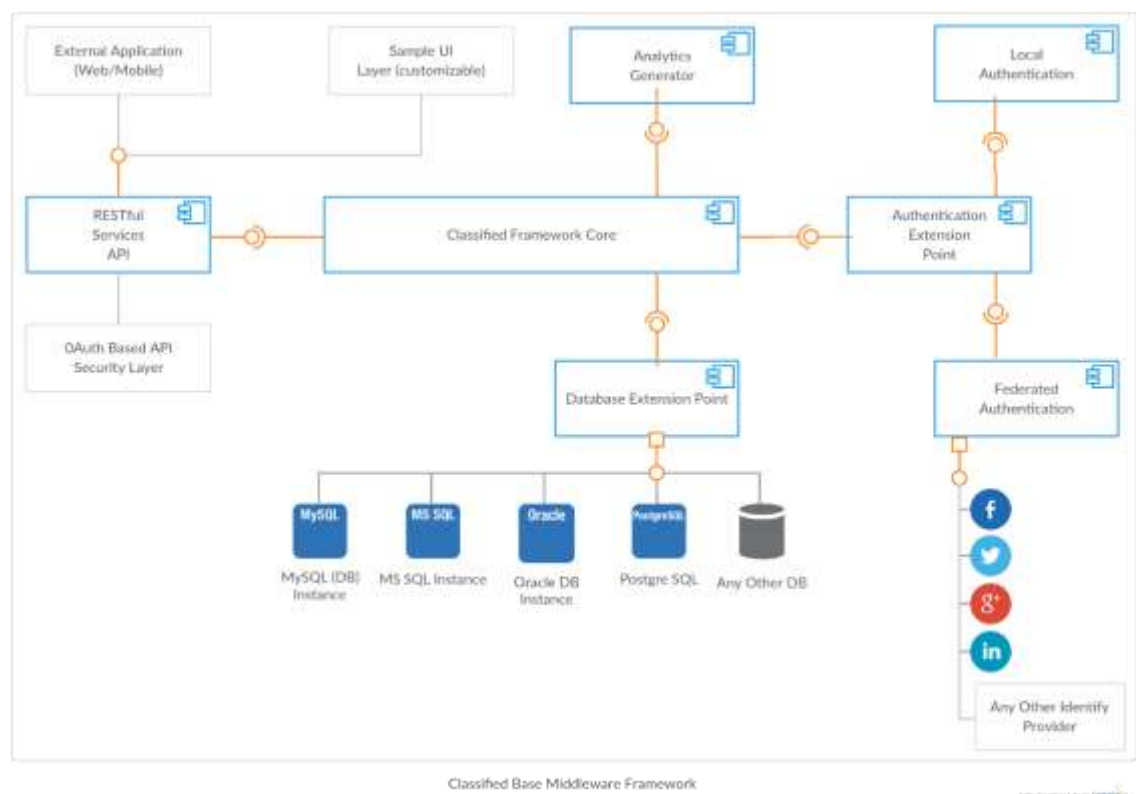 External Application
(Web/Mobile)
Sample UI
Layer (customizable)
Analytics
Generator
Local
Authentication
RESTful
Services
API
Classified Framework Core
Authentication
Extension
Point
0Auth Based API
Security Layer
Database Extension Point
Federated
Authentication
MySQL
MS SQL
Oracle
PostgreSQL
MySQL (DB)
Instance
MS SQL Instance
Oracle DB
Instance
Postgre SQL
Any Other DB
f
g+
in
Any Other Identify
Provider
Classified Base Middleware Framework